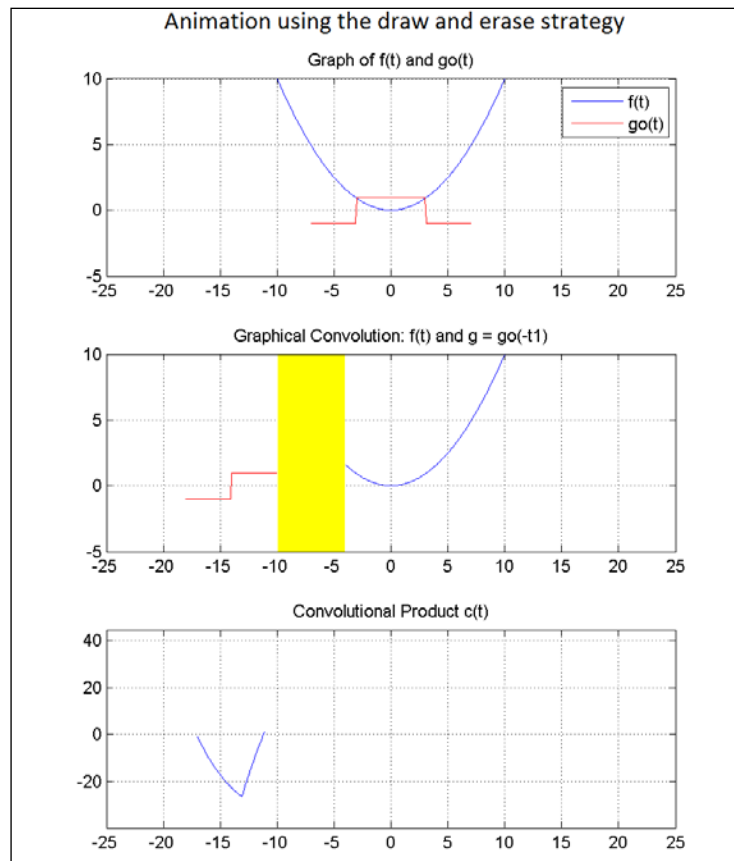 Animation using the draw and erase strategy
Graph of f(t) and go(t)
10
5
0
-5
-25 -20 -15 -10 -5 0 5 10 15 20 25
f(t)
go(t)
Graphical Convolution: f(t) and g = go(-t1)
10
5
0
-5
-25 -20 -15 -10 -5 0 5 10 15 20 25
Convolutional Product c(t)
40
20
0
-20
-25 -20 -15 -10 -5 0 5 10 15 20 25